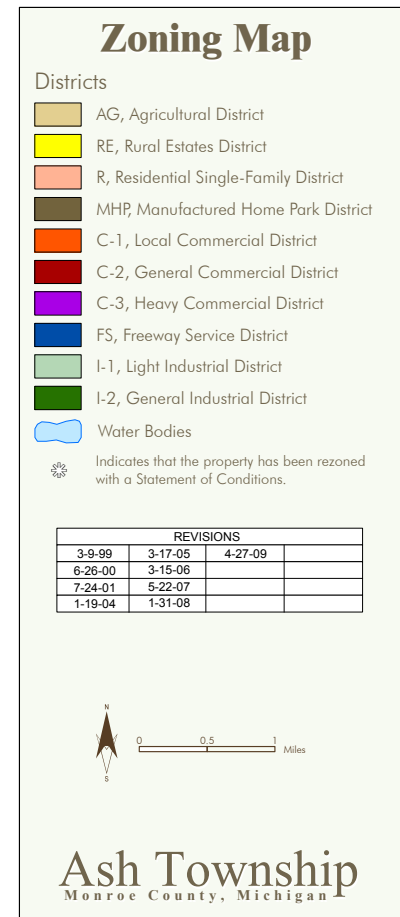 Zoning Map
Districts
AG, Agricultural District
RE, Rural Estates District
R, Residential Single-Family District
MHP, Manufactured Home Park District
C-1, Local Commercial District
C-2, General Commercial District
C-3, Heavy Commercial District
FS, Freeway Service District
I-1, Light Industrial District
I-2, General Industrial District
Water Bodies
Indicates that the property has been rezoned
with a Statement of Conditions.
REVISIONS
3-9-99 3-17-05 4-27-09
6-26-00 3-15-06
7-24-01 5-22-07
1-19-04 1-31-08
N
0 0.5 1
Miles
S
Ash Township
Monroe County, Michigan